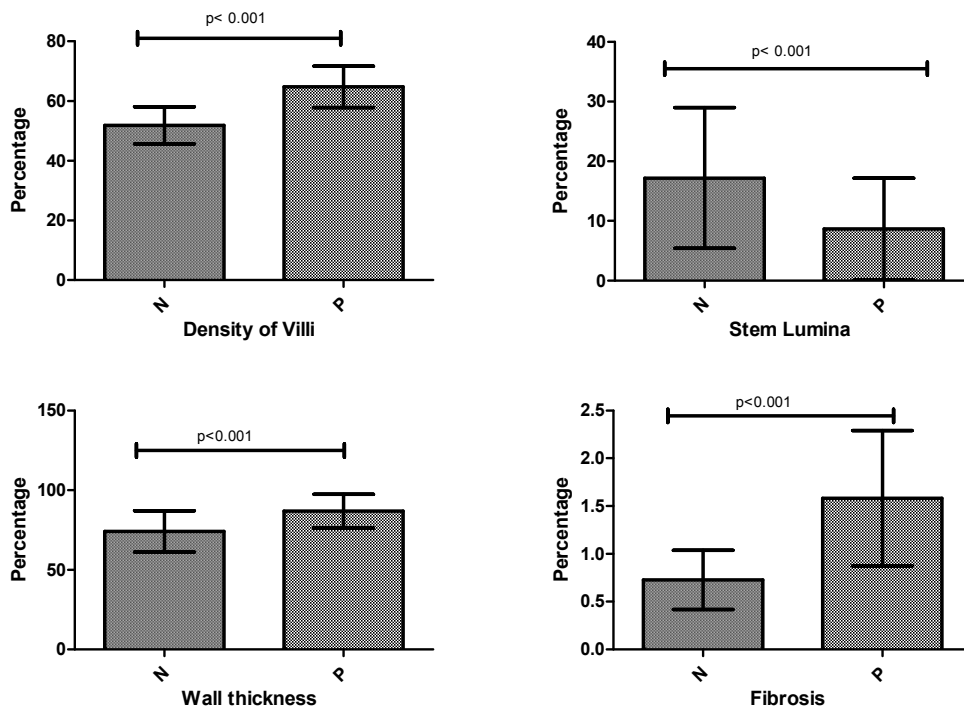 p< 0.001
Percentage
80
60
40
20
0
N
P
Density of Villi
p <0.001
Percentage
40
30
20
10
0
N
P
Stem Lumina
p<0.001
Percentage
150
100
50
0
N
P
Wall thickness
p<0.001
Percentage
2.5
2.0
1.5
1.0
0.5
0.0
N
P
Fibrosis